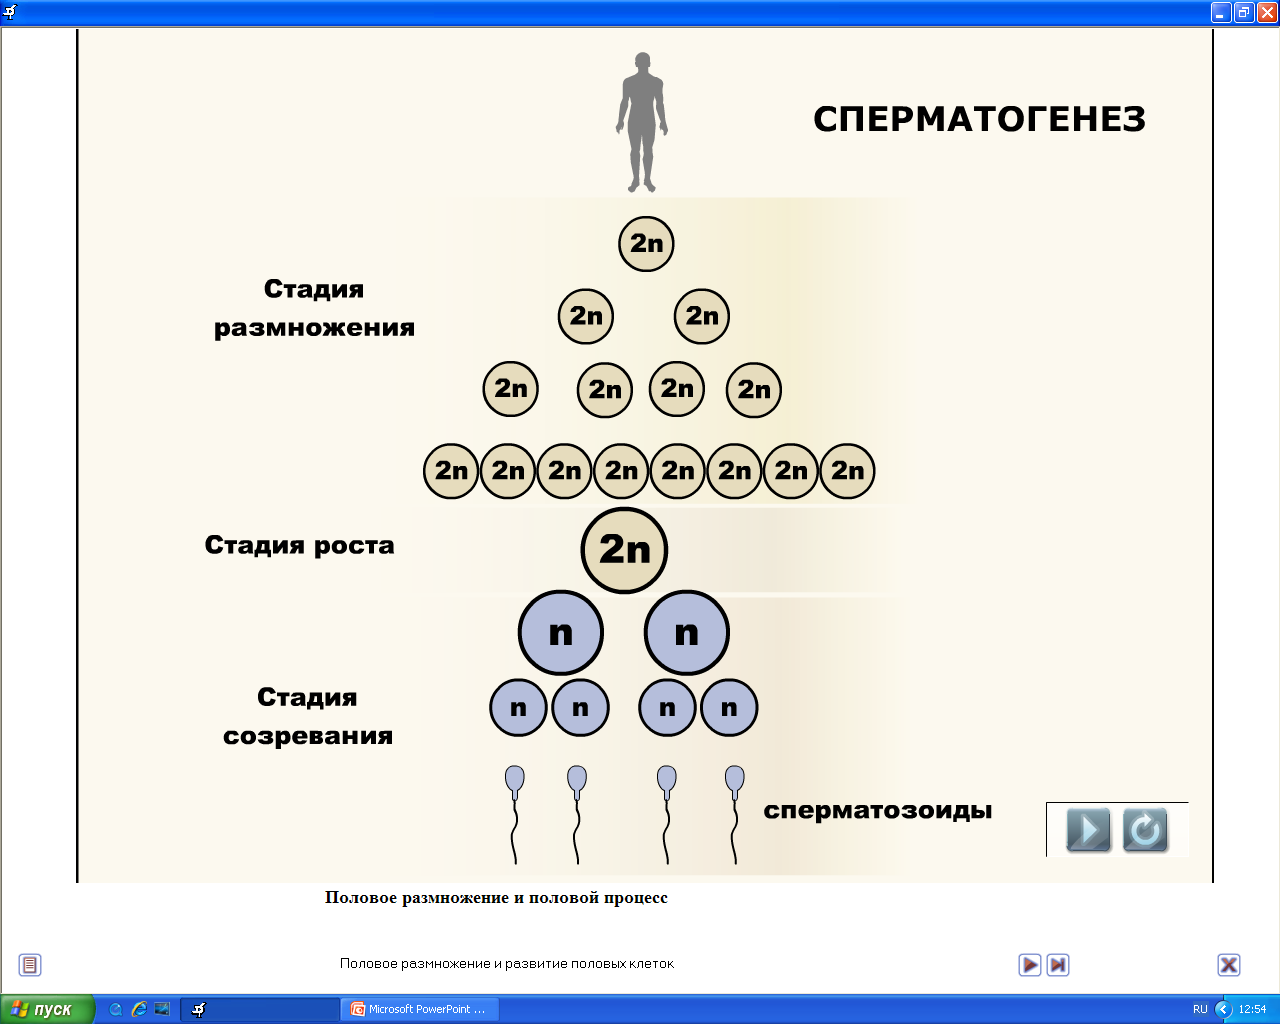 СПЕРМАТОГЕНЕЗ
2n
Стадия
размножения
2n 2n
2n 2n 2n 2n
2n 2n 2n 2n 2n 2n 2n 2n
Стадия роста
2n
n n
Стадия
созревания
n n n n
сперматозоиды
Половое размножение и половой процесс
Половое размножение и развитие половых клеток
пуск
Microsoft PowerPoint ...
RU
12:54